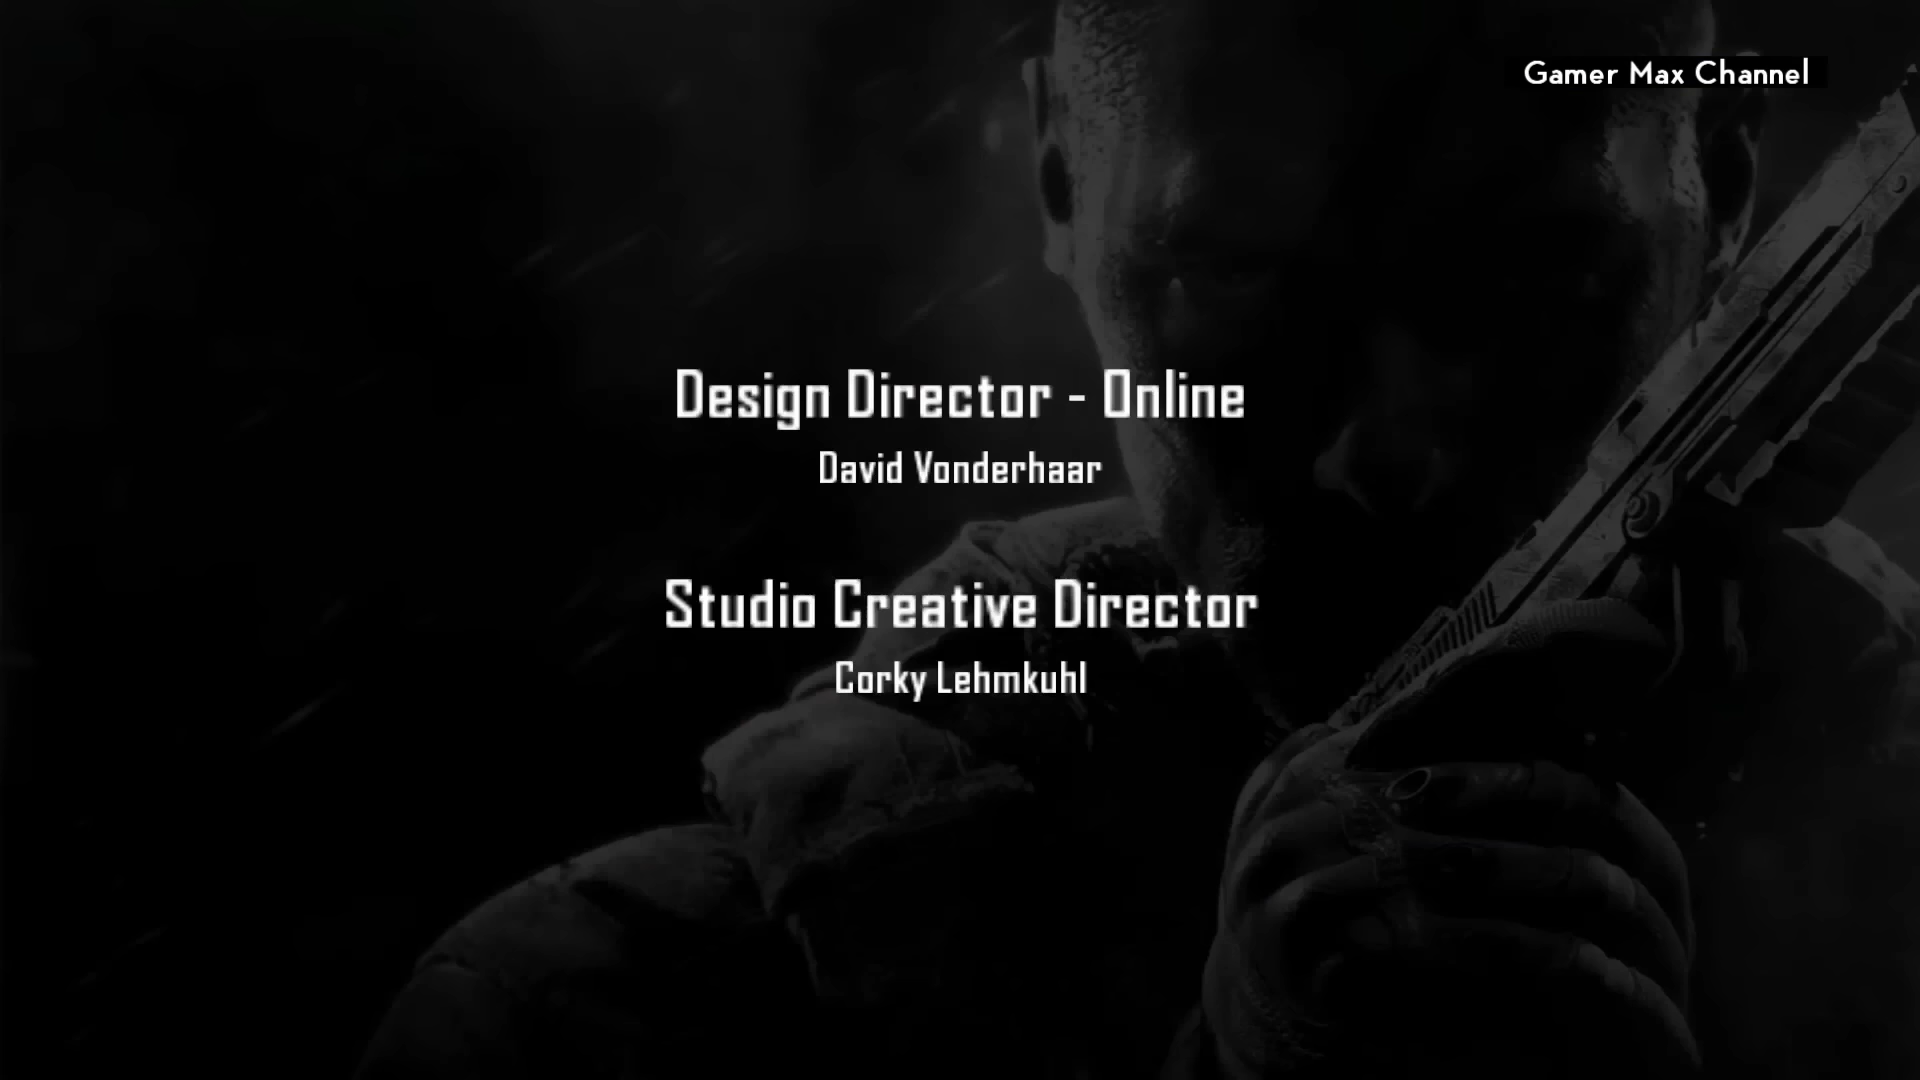 Gamer Max Channel
Design Director - Online
David Vonderhaar
Studio Creative Director
Corky Lehmkuhl